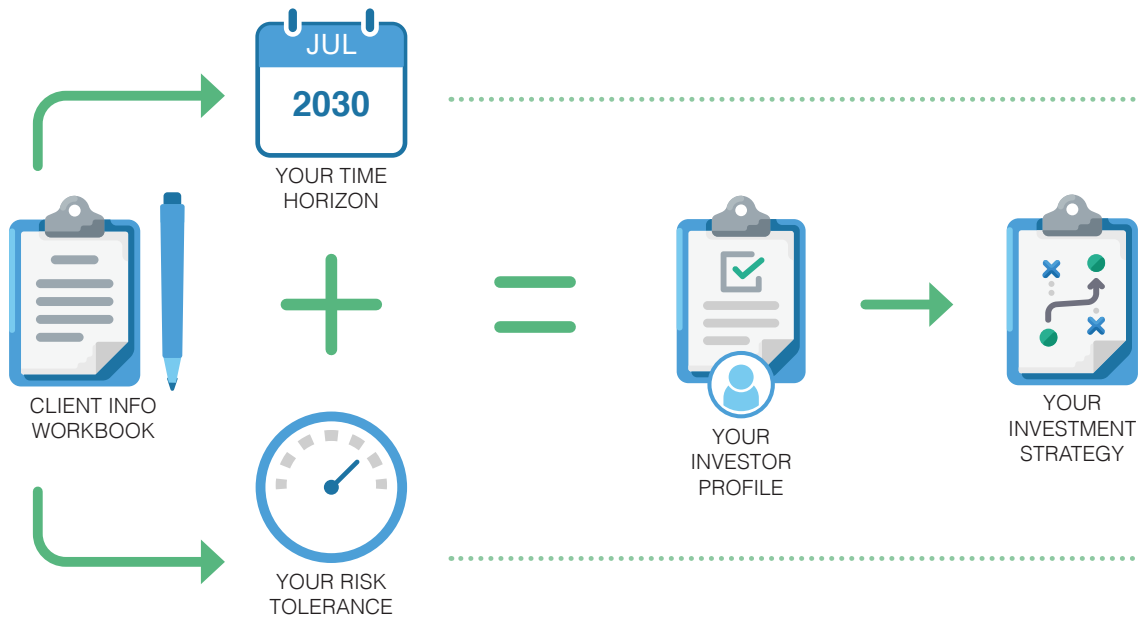 JUL
2030
YOUR TIME
HORIZON
CLIENT INFO
WORKBOOK
YOUR RISK
TOLERANCE
YOUR
INVESTOR
PROFILE
YOUR
INVESTMENT
STRATEGY